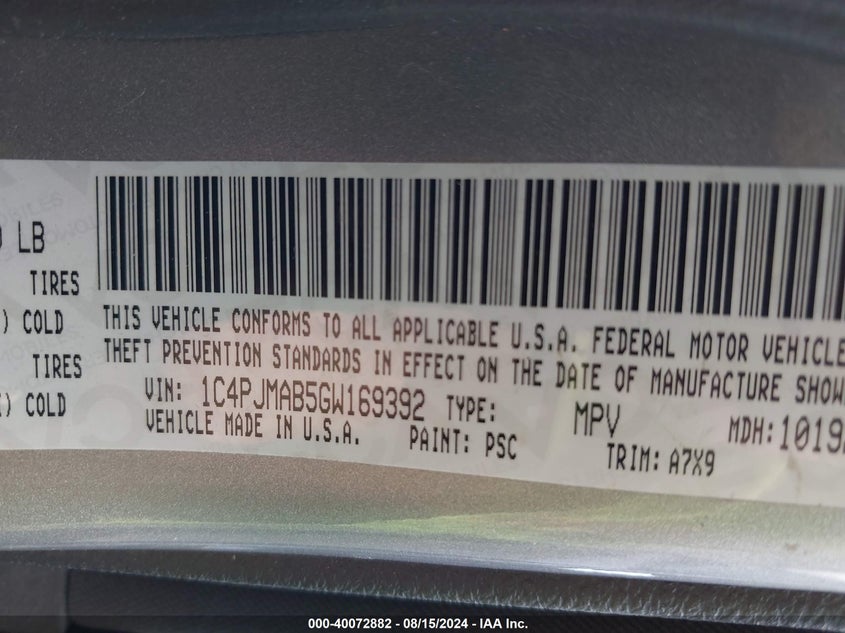 LB
TIRES
) COLD
TIRES
) COLD
THIS VEHICLE CONFORMS TO ALL APPLICABLE U.S.A. FEDERAL MOTOR VEHICLE
THEFT PREVENTION STANDARDS IN EFFECT ON THE DATE OF MANUFACTURE SHOW
VIN: 1C4PJMAB5GW169392 TYPE: MPV MDH: 1019
VEHICLE MADE IN U.S.A. PAINT: PSC TRIM: A7X9
000-40072882 - 08/15/2024 - IAA Inc.